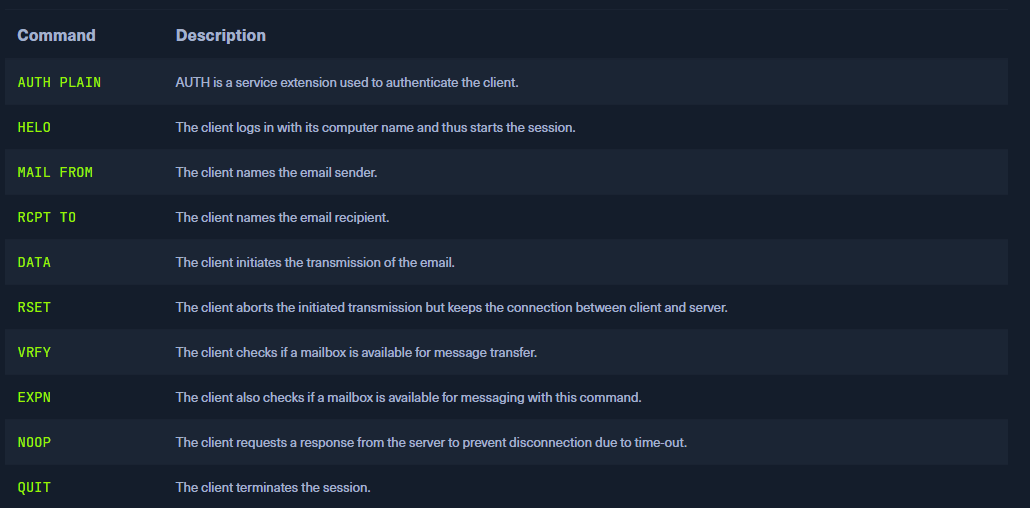 Command Description
AUTH PLAIN AUTH is a service extension used to authenticate the client.
HELO The client logs in with its computer name and thus starts the session.
MAIL FROM The client names the email sender.
RCPT TO The client names the email recipient.
DATA The client initiates the transmission of the email.
RSET The client aborts the initiated transmission but keeps the connection between client and server.
VRFY The client checks if a mailbox is available for message transfer.
EXPN The client also checks if a mailbox is available for messaging with this command.
NOOP The client requests a response from the server to prevent disconnection due to time-out.
QUIT The client terminates the session.